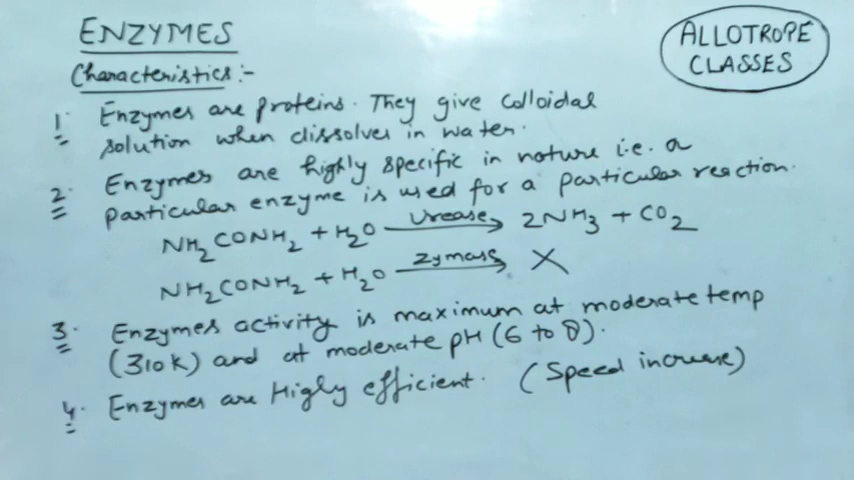 ENZYMES
ALLOTROPE
CLASSES
Characteristics:-
1. Enzymes are proteins. They give colloidal
solution when dissolved in water.
2. Enzymes are highly specific in nature i.e. a
particular enzyme is used for a particular reaction.
NH₂CONH₂ + H₂O Urease→ 2NH₃ + CO₂
NH₂CONH₂ + H₂O Zymase→ X
3. Enzymes activity is maximum at moderate temp
(310K) and at moderate pH (6 to 8).
4. Enzymes are Highly efficient. (Speed increase)